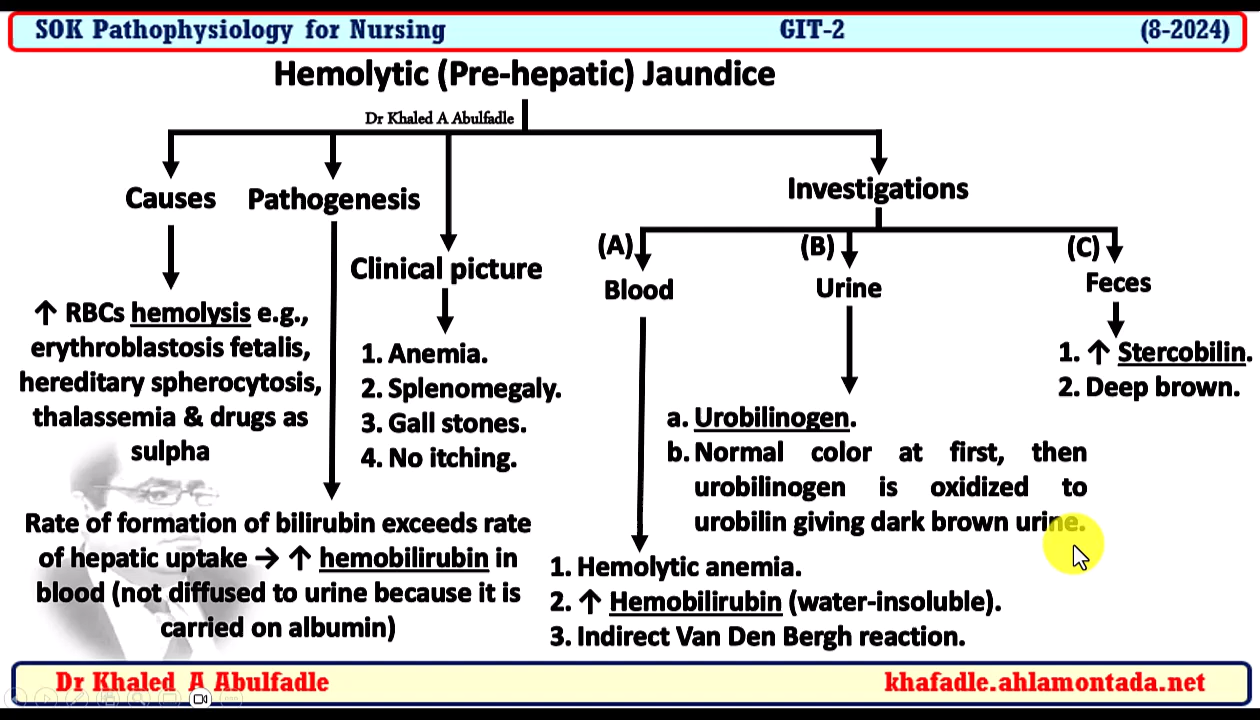 SOK Pathophysiology for Nursing GIT-2 (8-2024)
Hemolytic (Pre-hepatic) Jaundice
Dr Khaled A Abulfadle
Causes
↑ RBCs hemolysis e.g.,
erythroblastosis fetalis,
hereditary spherocytosis,
thalassemia & drugs as
sulpha
Pathogenesis
Rate of formation of bilirubin exceeds rate
of hepatic uptake → ↑ hemobilirubin in
blood (not diffused to urine because it is
carried on albumin)
Clinical picture
1. Anemia.
2. Splenomegaly.
3. Gall stones.
4. No itching.
Investigations
(A)
Blood
1. Hemolytic anemia.
2. ↑ Hemobilirubin (water-insoluble).
3. Indirect Van Den Bergh reaction.
(B)
Urine
a. Urobilinogen.
b. Normal color at first, then
urobilinogen is oxidized to
urobilin giving dark brown urine.
(C)
Feces
1. ↑ Stercobilin.
2. Deep brown.
Dr Khaled A Abulfadle khafadle.ahlamontada.net